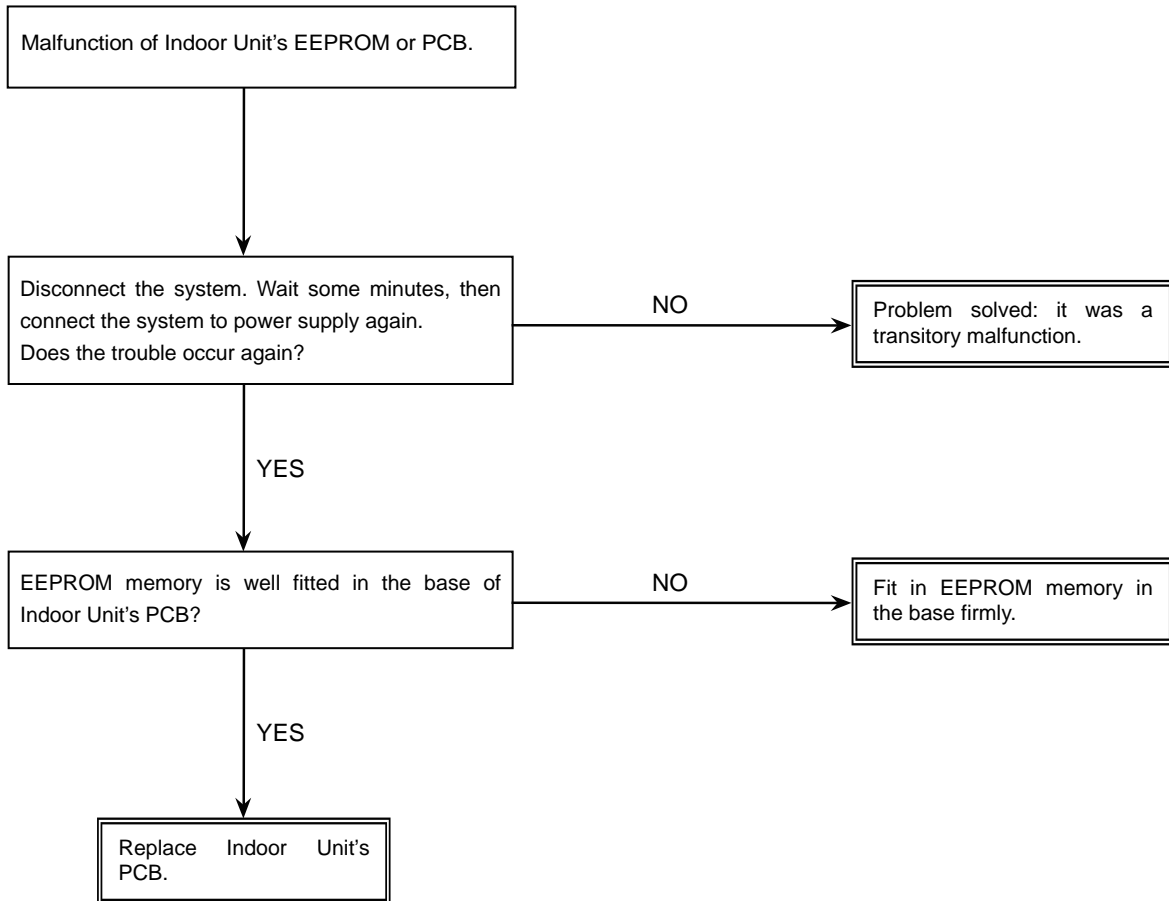 Malfunction of Indoor Unit’s EEPROM or PCB.
Disconnect the system. Wait some minutes, then
connect the system to power supply again.
Does the trouble occur again?
NO
Problem solved: it was a
transitory malfunction.
YES
EEPROM memory is well fitted in the base of
Indoor Unit’s PCB?
NO
Fit in EEPROM memory in
the base firmly.
YES
Replace Indoor Unit’s
PCB.